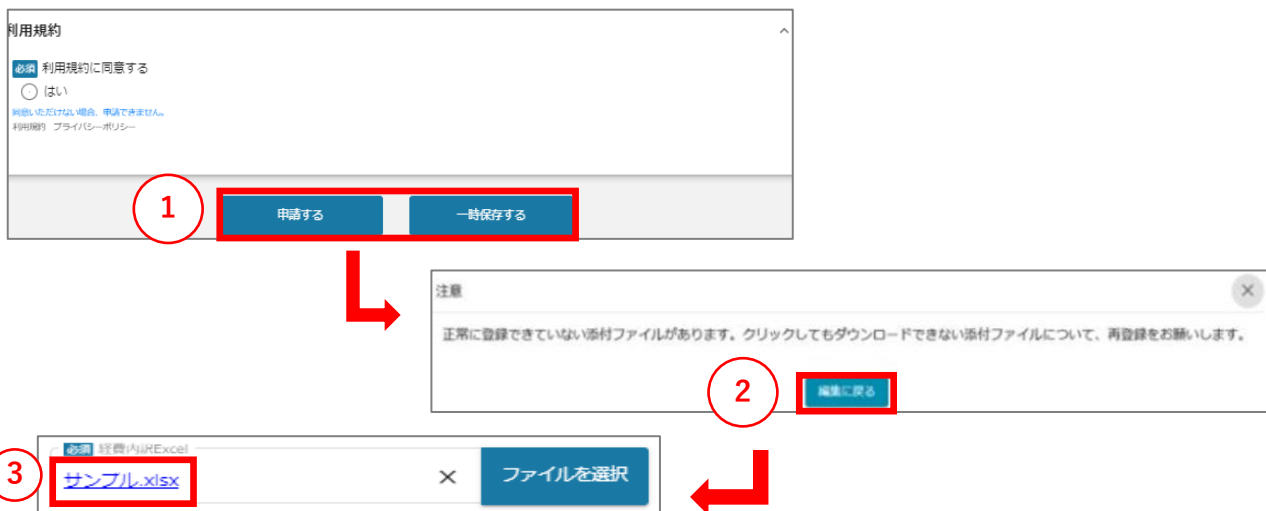 利用規約
必須 利用規約に同意する
はい
同意いただけない場合、申請できません。
利用規約 プライバシーポリシー
1
申請する
一時保存する
注意
正常に登録できていない添付ファイルがあります。クリックしてもダウンロードできない添付ファイルについて、再登録をお願いします。
2
編集に戻る
必須 経費内訳Excel
3
サンプル.xlsx
ファイルを選択